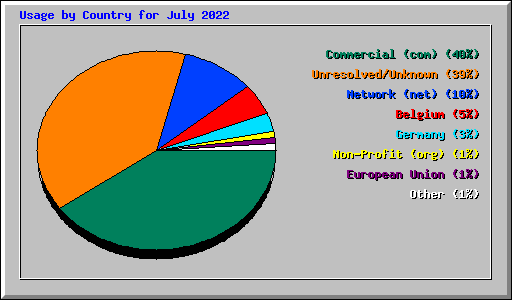 Usage by Country for July 2022
Commercial (com) (40%)
Unresolved/Unknown (39%)
Network (net) (10%)
Belgium (5%)
Germany (3%)
Non-Profit (org) (1%)
European Union (1%)
Other (1%)